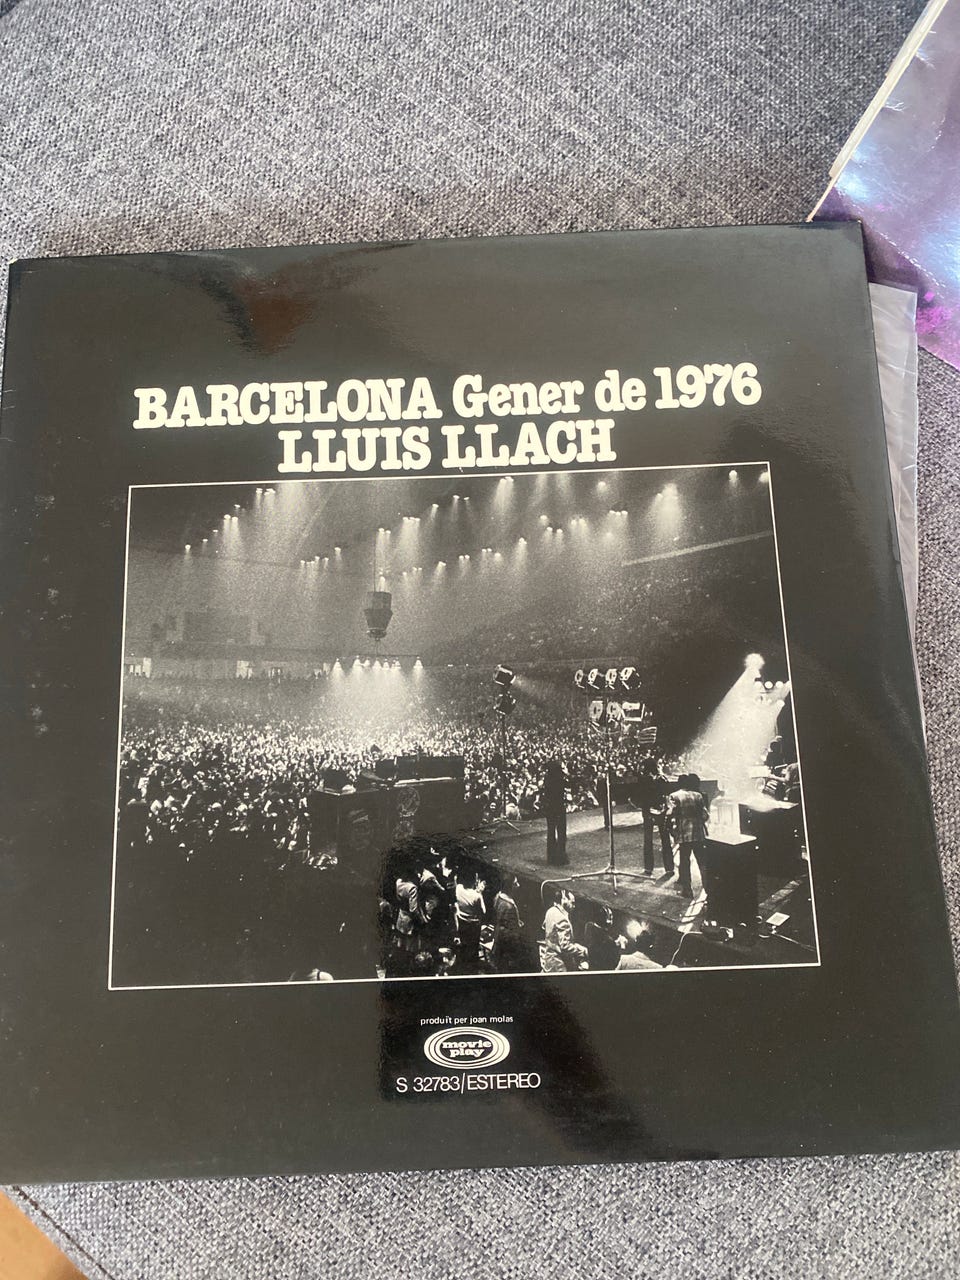 BARCELONA Gener de 1976
LLUIS LLACH
produït per joan molas
movie
play
S 32783/ESTEREO